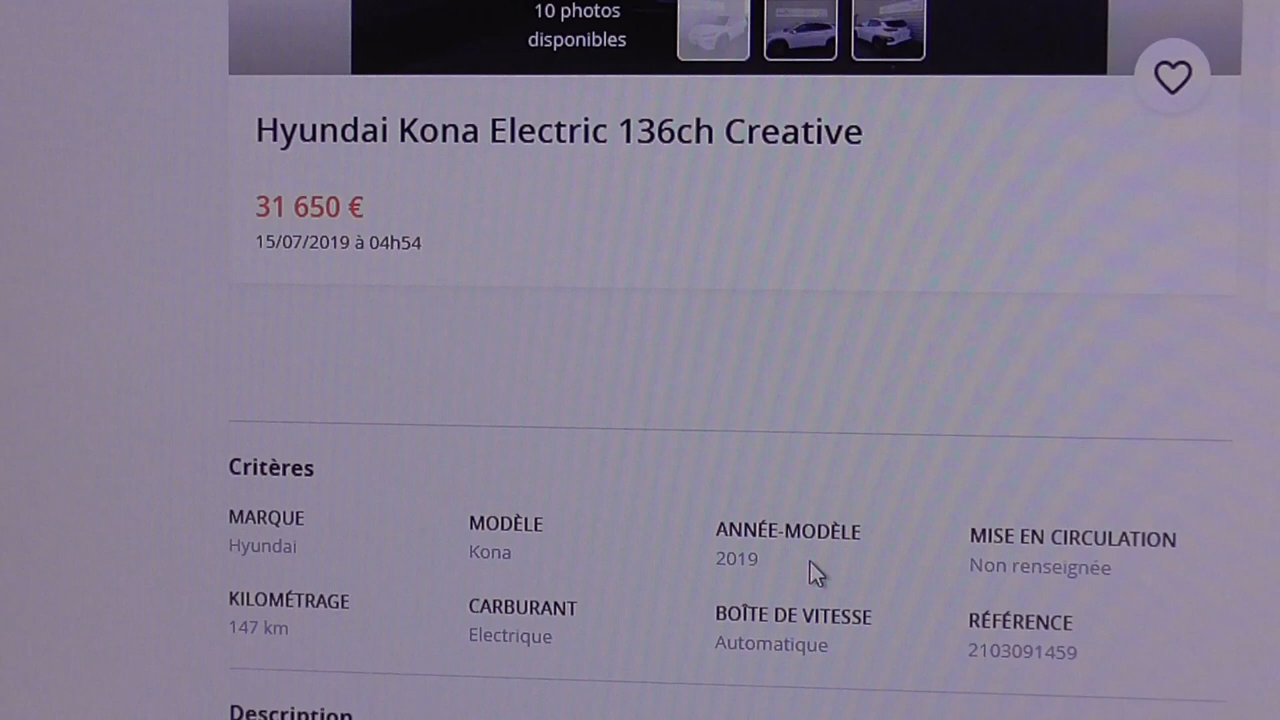 10 photos
disponibles
Hyundai Kona Electric 136ch Creative
31 650 €
15/07/2019 à 04h54
Critères
MARQUE
Hyundai
MODÈLE
Kona
ANNÉE-MODÈLE
2019
MISE EN CIRCULATION
Non renseignée
KILOMÉTRAGE
147 km
CARBURANT
Electrique
BOÎTE DE VITESSE
Automatique
RÉFÉRENCE
2103091459
Description